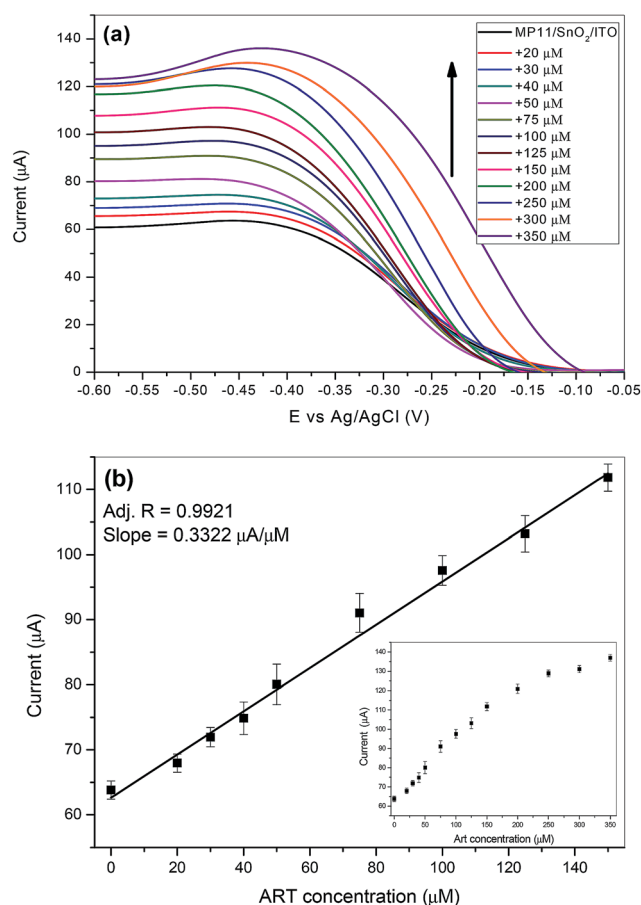 (a)
MP11/SnO₂/ITO
+20 µM
+30 µM
+40 µM
+50 µM
+75 µM
+100 µM
+125 µM
+150 µM
+200 µM
+250 µM
+300 µM
+350 µM
Current (µA)
140
120
100
80
60
40
20
0
-0.60 -0.55 -0.50 -0.45 -0.40 -0.35 -0.30 -0.25 -0.20 -0.15 -0.10 -0.05
E vs Ag/AgCl (V)
(b)
Adj. R = 0.9921
Slope = 0.3322 µA/µM
Current (µA)
110
100
90
80
70
60
0 20 40 60 80 100 120 140
ART concentration (µM)
Current (µA)
140
130
120
110
100
90
80
70
60
0 50 100 150 200 250 300 350
Art concentration (µM)